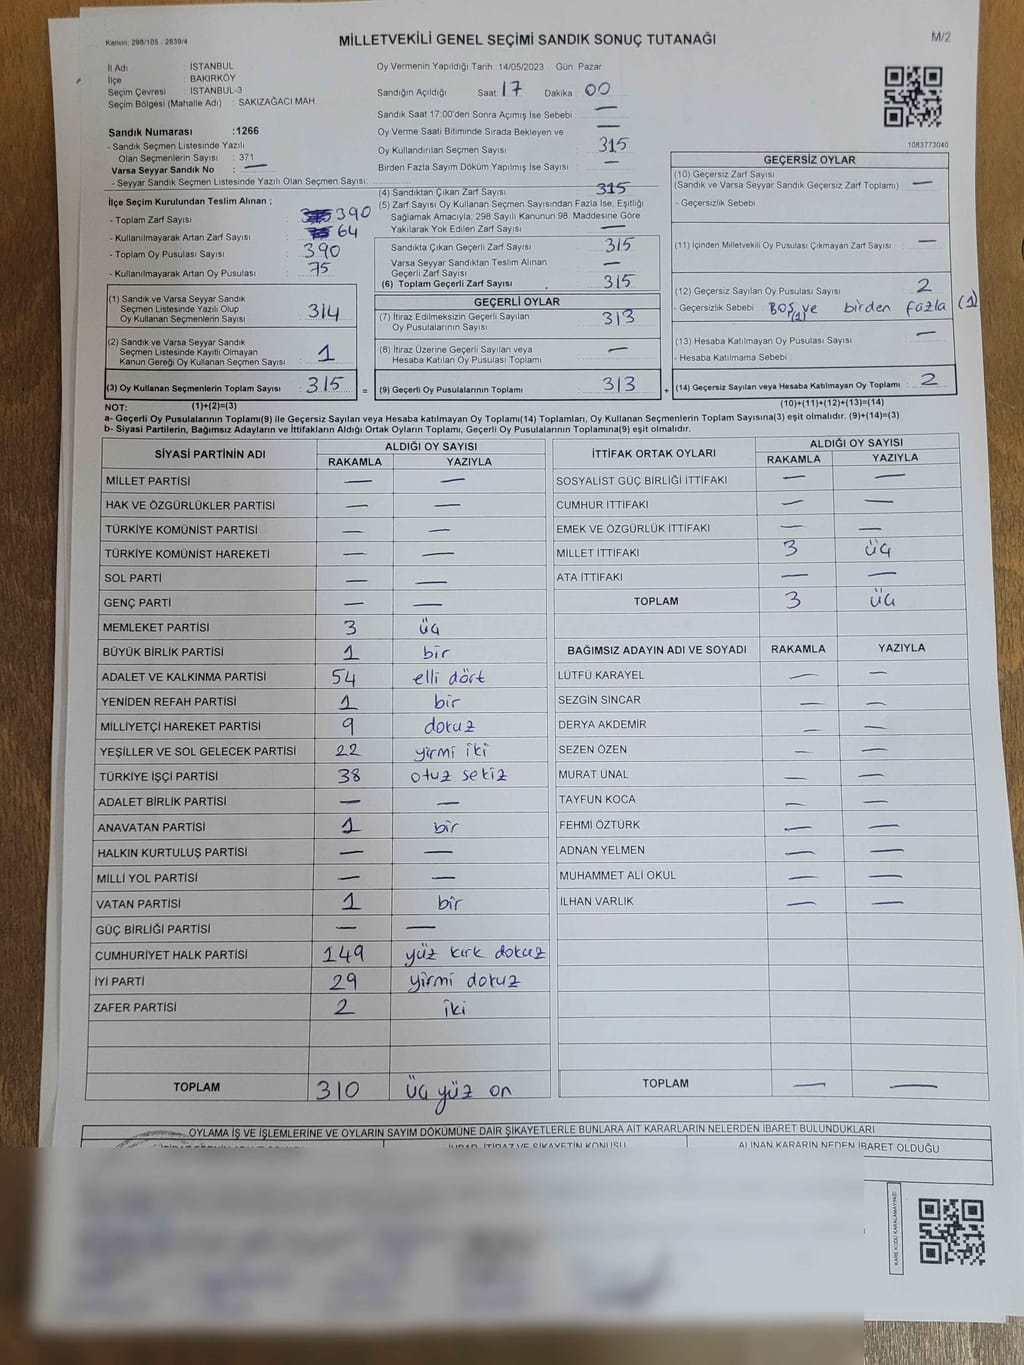 Kanun: 298/105 - 2839/4
MİLLETVEKİLİ GENEL SEÇİMİ SANDIK SONUÇ TUTANAĞI
M/2
İl Adı : İSTANBUL
İlçe : BAKIRKÖY
Seçim Çevresi : İSTANBUL-3
Seçim Bölgesi (Mahalle Adı) : SAKIZAĞACI MAH.
Sandık Numarası :1266
- Sandık Seçmen Listesinde Yazılı
Olan Seçmenlerin Sayısı : 371
Varsa Seyyar Sandık No : —
- Seyyar Sandık Seçmen Listesinde Yazılı Olan Seçmen Sayısı:
Oy Vermenin Yapıldığı Tarih :14/05/2023 Gün: Pazar
Sandığın Açıldığı Saat 17 Dakika : 00
Sandık Saat 17:00'den Sonra Açılmış İse Sebebi : —
Oy Verme Saati Bitiminde Sırada Bekleyen ve —
Oy Kullandırılan Seçmen Sayısı : 315
Birden Fazla Sayım Döküm Yapılmış İse Sayısı : —
1083773040
İlçe Seçim Kurulundan Teslim Alınan ;
- Toplam Zarf Sayısı : 390
- Kullanılmayarak Artan Zarf Sayısı : 64
- Toplam Oy Pusulası Sayısı : 390
- Kullanılmayarak Artan Oy Pusulası : 75
(1) Sandık ve Varsa Seyyar Sandık
Seçmen Listesinde Yazılı Olup
Oy Kullanan Seçmenlerin Sayısı : 314
(2) Sandık ve Varsa Seyyar Sandık
Seçmen Listesinde Kayıtlı Olmayan
Kanun Gereği Oy Kullanan Seçmen Sayısı : 1
(3) Oy Kullanan Seçmenlerin Toplam Sayısı : 315 =
(4) Sandıktan Çıkan Zarf Sayısı : 315
(5) Zarf Sayısı Oy Kullanan Seçmen Sayısından Fazla İse, Eşitliği
Sağlamak Amacıyla; 298 Sayılı Kanunun 98. Maddesine Göre
Yakılarak Yok Edilen Zarf Sayısı : —
Sandıkta Çıkan Geçerli Zarf Sayısı : 315
Varsa Seyyar Sandıktan Teslim Alınan
Geçerli Zarf Sayısı : —
(6) Toplam Geçerli Zarf Sayısı : 315
GEÇERLİ OYLAR
(7) İtiraz Edilmeksizin Geçerli Sayılan
Oy Pusulalarının Sayısı : 313
(8) İtiraz Üzerine Geçerli Sayılan veya
Hesaba Katılan Oy Pusulası Toplamı : —
(9) Geçerli Oy Pusulalarının Toplamı : 313 +
GEÇERSİZ OYLAR
(10) Geçersiz Zarf Sayısı
(Sandık ve Varsa Seyyar Sandık Geçersiz Zarf Toplamı) : —
- Geçersizlik Sebebi
(11) İçinden Milletvekili Oy Pusulası Çıkmayan Zarf Sayısı : —
(12) Geçersiz Sayılan Oy Pusulası Sayısı : 2
- Geçersizlik Sebebi : BOŞ(1) ve birden fazla (1)
(13) Hesaba Katılmayan Oy Pusulası Sayısı : —
- Hesaba Katılmama Sebebi :
(14) Geçersiz Sayılan veya Hesaba Katılmayan Oy Toplamı : 2
NOT: (1)+(2)=(3) (10)+(11)+(12)+(13)=(14)
a- Geçerli Oy Pusulalarının Toplamı(9) ile Geçersiz Sayılan veya Hesaba katılmayan Oy Toplamı(14) Toplamları, Oy Kullanan Seçmenlerin Toplam Sayısına(3) eşit olmalıdır. (9)+(14)=(3)
b- Siyasi Partilerin, Bağımsız Adayların ve İttifakların Aldığı Ortak Oyların Toplamı, Geçerli Oy Pusulalarının Toplamına(9) eşit olmalıdır.
SİYASİ PARTİNİN ADI ALDIĞI OY SAYISI
RAKAMLA YAZIYLA
MİLLET PARTİSİ — —
HAK VE ÖZGÜRLÜKLER PARTİSİ — —
TÜRKİYE KOMÜNİST PARTİSİ — —
TÜRKİYE KOMÜNİST HAREKETİ — —
SOL PARTİ — —
GENÇ PARTİ — —
MEMLEKET PARTİSİ 3 üç
BÜYÜK BİRLİK PARTİSİ 1 bir
ADALET VE KALKINMA PARTİSİ 54 elli dört
YENİDEN REFAH PARTİSİ 1 bir
MİLLİYETÇİ HAREKET PARTİSİ 9 dokuz
YEŞİLLER VE SOL GELECEK PARTİSİ 22 yirmi iki
TÜRKİYE İŞÇİ PARTİSİ 38 otuz sekiz
ADALET BİRLİK PARTİSİ — —
ANAVATAN PARTİSİ 1 bir
HALKIN KURTULUŞ PARTİSİ — —
MİLLİ YOL PARTİSİ — —
VATAN PARTİSİ 1 bir
GÜÇ BİRLİĞİ PARTİSİ — —
CUMHURİYET HALK PARTİSİ 149 yüz kırk dokuz
İYİ PARTİ 29 yirmi dokuz
ZAFER PARTİSİ 2 iki
TOPLAM 310 üç yüz on
İTTİFAK ORTAK OYLARI ALDIĞI OY SAYISI
RAKAMLA YAZIYLA
SOSYALİST GÜÇ BİRLİĞİ İTTİFAKI — —
CUMHUR İTTİFAKI — —
EMEK VE ÖZGÜRLÜK İTTİFAKI — —
MİLLET İTTİFAKI 3 üç
ATA İTTİFAKI — —
TOPLAM 3 üç
BAĞIMSIZ ADAYIN ADI VE SOYADI RAKAMLA YAZIYLA
LÜTFÜ KARAYEL — —
SEZGİN SİNCAR — —
DERYA AKDEMİR — —
SEZEN ÖZEN — —
MURAT ÜNAL — —
TAYFUN KOCA — —
FEHMİ ÖZTÜRK — —
ADNAN YELMEN — —
MUHAMMET ALİ OKUL — —
İLHAN VARLIK — —
TOPLAM — —
OYLAMA İŞ VE İŞLEMLERİNE VE OYLARIN SAYIM DÖKÜMÜNE DAİR ŞİKAYETLERLE BUNLARA AİT KARARLARIN NELERDEN İBARET BULUNDUKLARI
İHBAR, İTİRAZ VE ŞİKAYETİN KONUSU
ALINAN KARARIN NEDEN İBARET OLDUĞU
KARE KODU KARALAMAYINIZ!